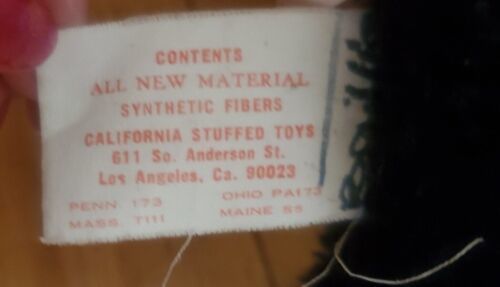 CONTENTS
ALL NEW MATERIAL
SYNTHETIC FIBERS
CALIFORNIA STUFFED TOYS
611 So. Anderson St.
Los Angeles, Ca. 90023
PENN. 173 OHIO PA173
MASS. T111 MAINE 55